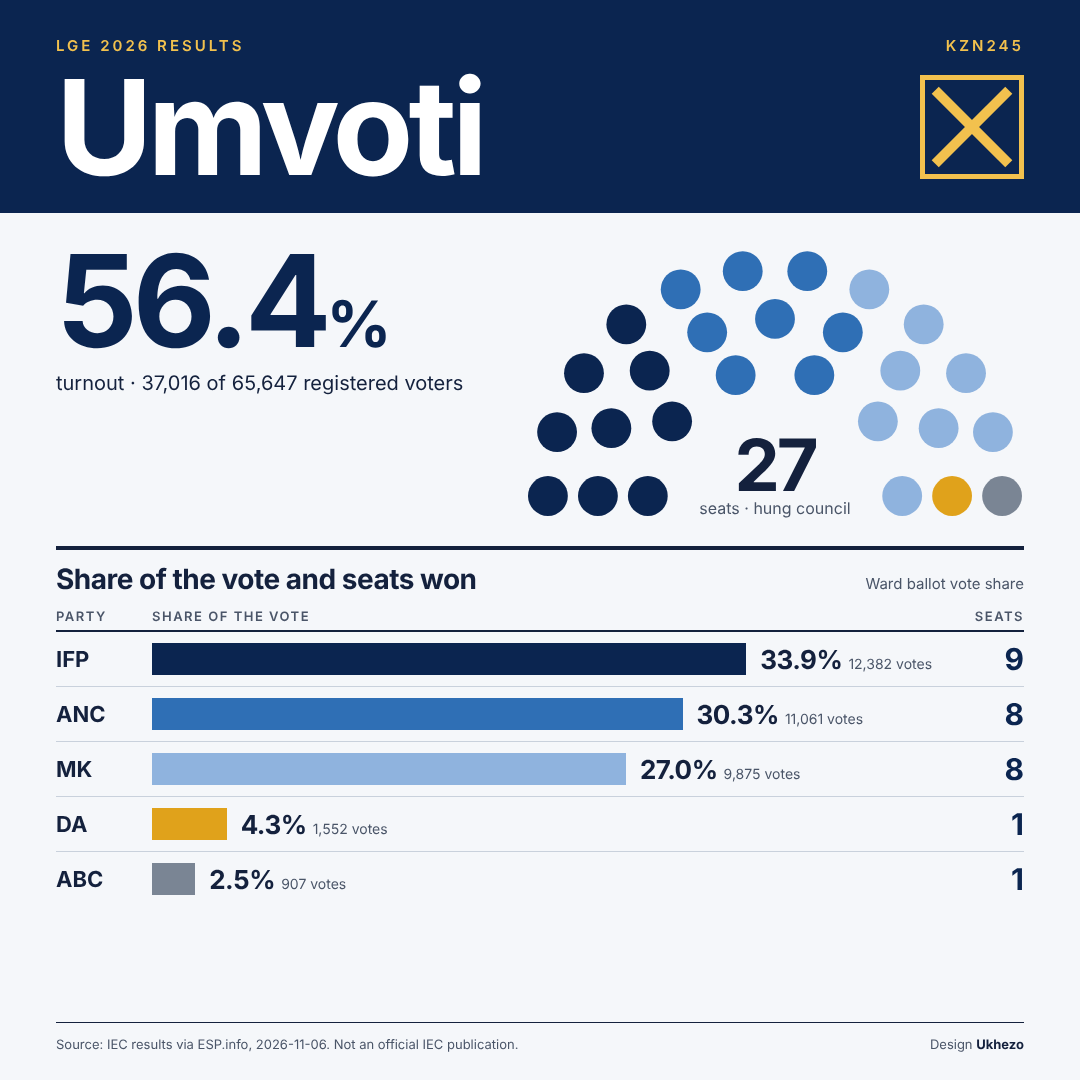 LGE 2026 RESULTS
KZN245
Umvoti
56.4%
turnout · 37,016 of 65,647 registered voters
27
seats · hung council
Share of the vote and seats won
Ward ballot vote share
PARTY SHARE OF THE VOTE SEATS
IFP 33.9% 12,382 votes 9
ANC 30.3% 11,061 votes 8
MK 27.0% 9,875 votes 8
DA 4.3% 1,552 votes 1
ABC 2.5% 907 votes 1
Source: IEC results via ESP.info, 2026-11-06. Not an official IEC publication.
Design Ukhezo